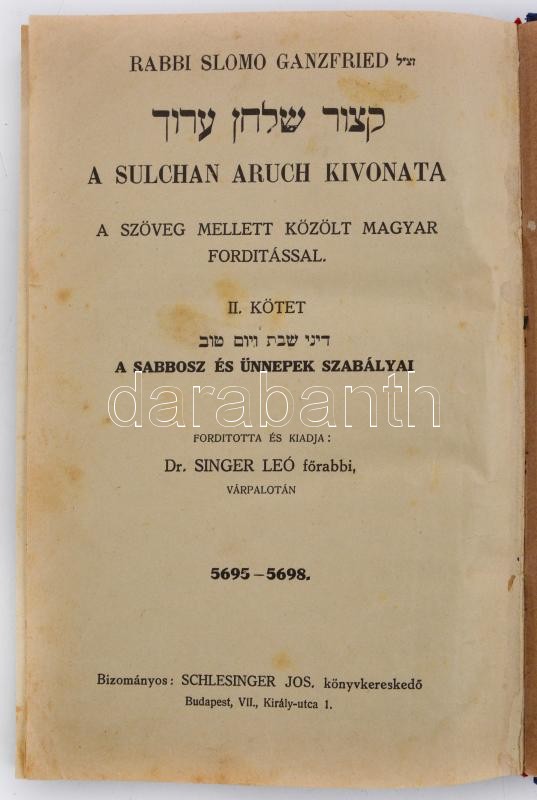 RABBI SLOMO GANZFRIED זצ״ל
קצור שלחן ערוך
A SULCHAN ARUCH KIVONATA
A SZÖVEG MELLETT KÖZÖLT MAGYAR
FORDITÁSSAL.
II. KÖTET
דיני שבת ויום טוב
A SABBOSZ ÉS ÜNNEPEK SZABÁLYAI
darabanth
FORDITOTTA ÉS KIADJA:
Dr. SINGER LEÓ főrabbi,
VÁRPALOTÁN
5695–5698.
Bizományos: SCHLESINGER JOS. könyvkereskedő
Budapest, VII., Király-utca 1.